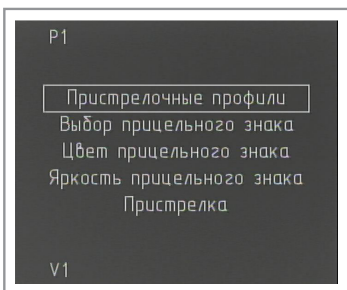 P1
Пристрелочные профили
Выбор прицельного знака
Цвет прицельного знака
Яркость прицельного знака
Пристрелка
V1